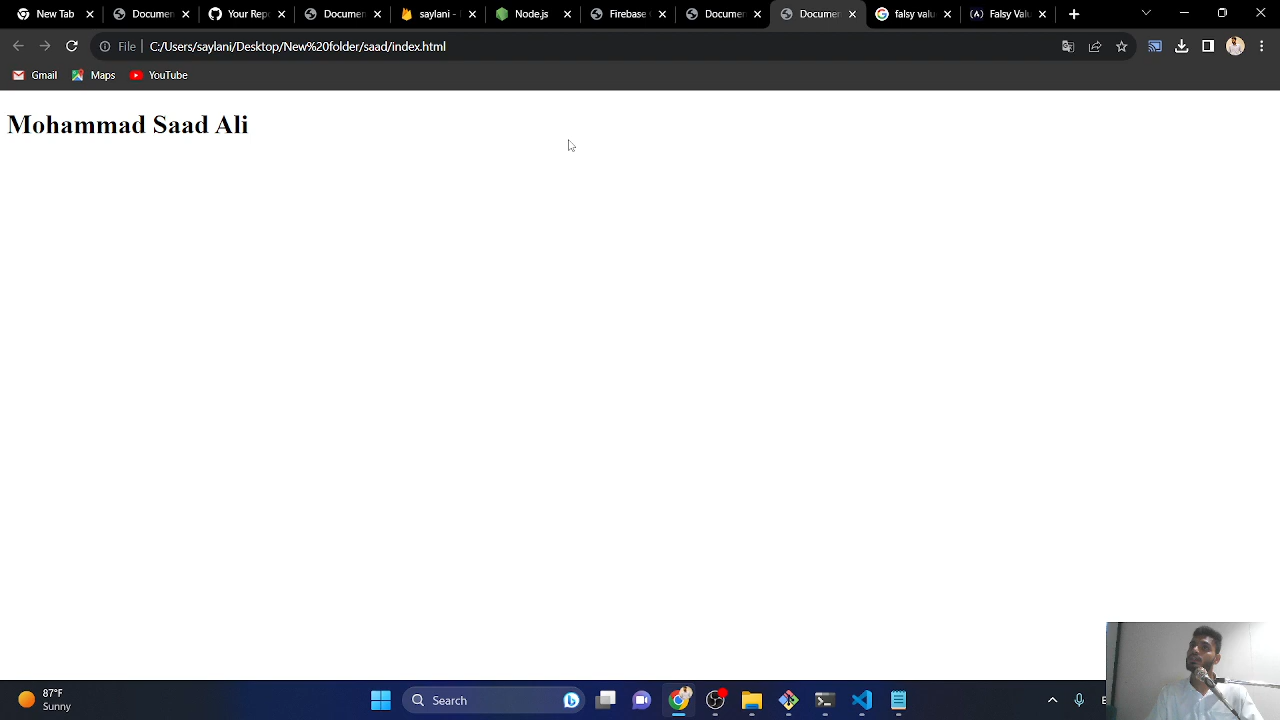 New Tab
Documen
Your Rep
Documen
saylani -
Node.js
Firebase
Documen
Documen
falsy valu
Falsy Valu
File
C:/Users/saylani/Desktop/New%20folder/saad/index.html
Gmail
Maps
YouTube
Mohammad Saad Ali
87°F
Sunny
Search